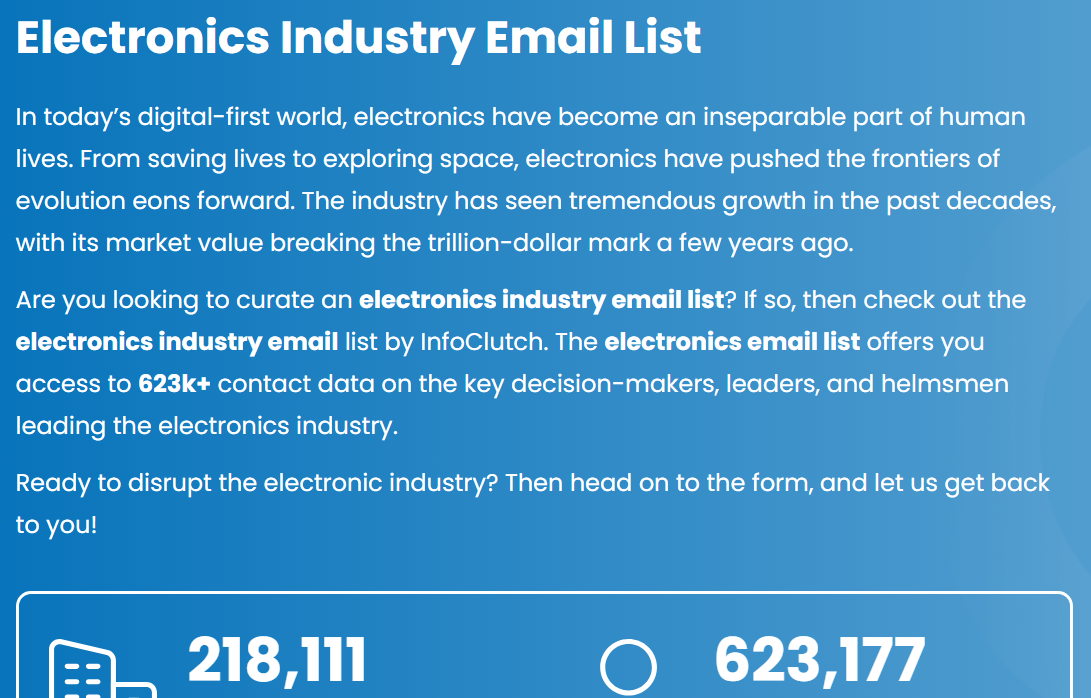 Electronics Industry Email List
In today's digital-first world, electronics have become an inseparable part of human
lives. From saving lives to exploring space, electronics have pushed the frontiers of
evolution eons forward. The industry has seen tremendous growth in the past decades,
with its market value breaking the trillion-dollar mark a few years ago.
Are you looking to curate an electronics industry email list? If so, then check out the
electronics industry email list by InfoClutch. The electronics email list offers you
access to 623k+ contact data on the key decision-makers, leaders, and helmsmen
leading the electronics industry.
Ready to disrupt the electronic industry? Then head on to the form, and let us get back
to you!
218,111
623,177